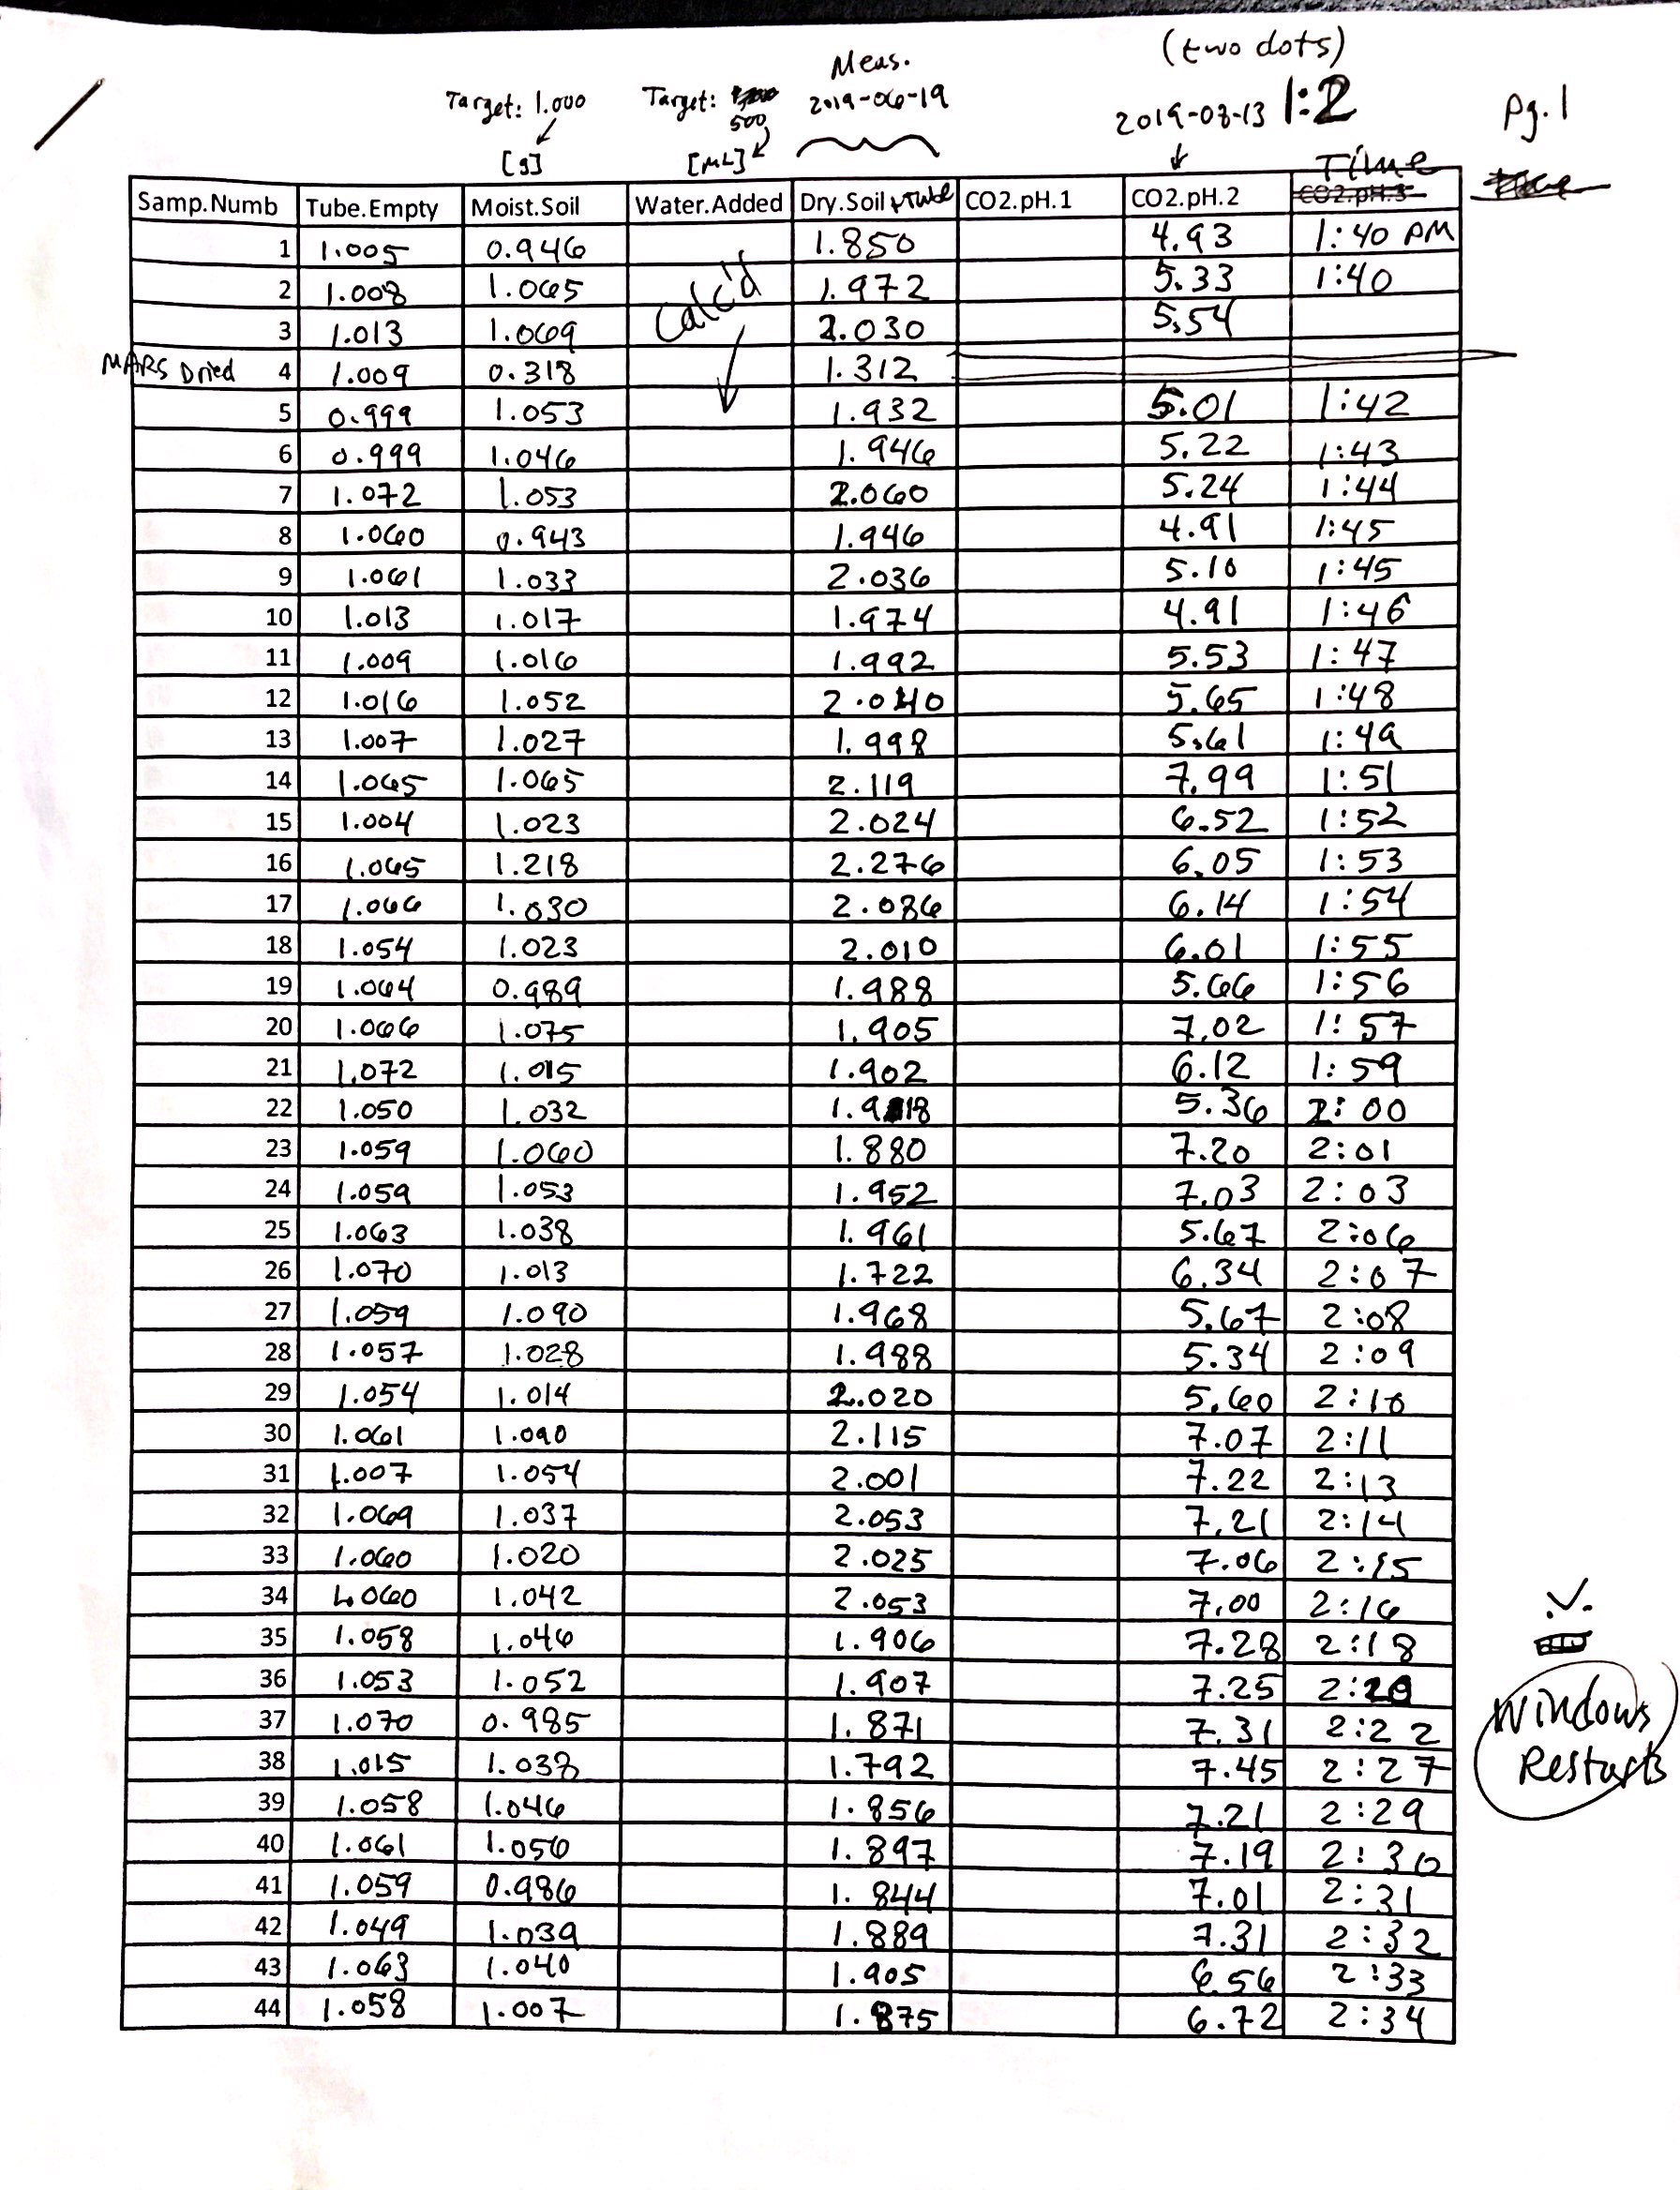 (two dots)
Meas.
Target: 1.000 Target: 500 2019-06-19 2019-08-13 1:2 Pg. 1
[g] [mL] Time
Samp.Numb Tube.Empty Moist.Soil Water.Added Dry.Soil + Tube CO2.pH.1 CO2.pH.2 CO2.pH.3
1 1.005 0.946 1.850 4.93 1:40 PM
2 1.008 1.065 Calc'd 1.972 5.33 1:40
3 1.013 1.069 2.030 5.54
MARS Dried 4 1.009 0.318 1.312
5 0.999 1.053 1.932 5.01 1:42
6 0.999 1.046 1.946 5.22 1:43
7 1.072 1.053 2.060 5.24 1:44
8 1.060 0.943 1.946 4.91 1:45
9 1.061 1.033 2.036 5.10 1:45
10 1.013 1.017 1.974 4.91 1:46
11 1.009 1.016 1.992 5.53 1:47
12 1.016 1.052 2.040 5.65 1:48
13 1.007 1.027 1.998 5.61 1:49
14 1.065 1.065 2.119 7.99 1:51
15 1.004 1.023 2.024 6.52 1:52
16 1.065 1.218 2.276 6.05 1:53
17 1.066 1.030 2.086 6.14 1:54
18 1.054 1.023 2.010 6.01 1:55
19 1.064 0.989 1.988 5.66 1:56
20 1.066 1.075 1.905 7.02 1:57
21 1.072 1.015 1.902 6.12 1:59
22 1.050 1.032 1.918 5.36 2:00
23 1.059 1.060 1.880 7.20 2:01
24 1.059 1.053 1.952 7.03 2:03
25 1.063 1.038 1.961 5.67 2:06
26 1.070 1.013 1.722 6.34 2:07
27 1.059 1.090 1.968 5.67 2:08
28 1.057 1.028 1.988 5.34 2:09
29 1.054 1.014 2.020 5.60 2:10
30 1.061 1.090 2.115 7.07 2:11
31 1.007 1.054 2.001 7.22 2:13
32 1.069 1.037 2.053 7.21 2:14
33 1.060 1.020 2.025 7.06 2:15
34 1.060 1.042 2.053 7.00 2:16
35 1.058 1.046 1.906 7.28 2:18
36 1.053 1.052 1.907 7.25 2:20
37 1.070 0.985 1.871 7.31 2:22
38 1.015 1.038 1.792 7.45 2:27
39 1.058 1.046 1.856 7.21 2:29
40 1.061 1.056 1.897 7.19 2:30
41 1.059 0.986 1.844 7.01 2:31
42 1.049 1.039 1.889 7.31 2:32
43 1.063 1.040 1.905 6.56 2:33
44 1.058 1.007 1.875 6.72 2:34
Windows
Restarts